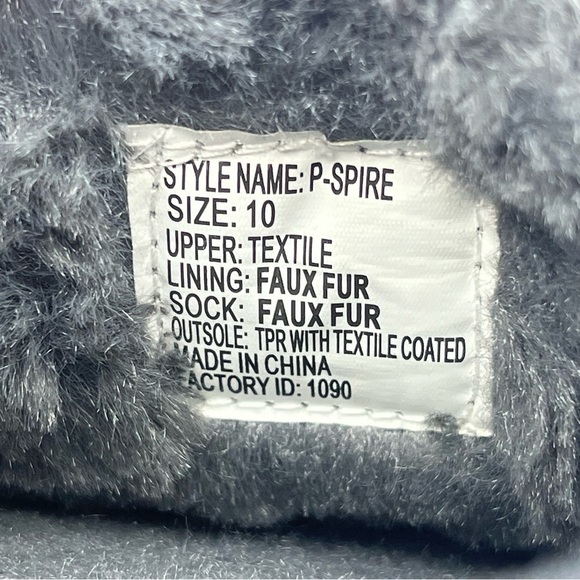 STYLE NAME: P-SPIRE
SIZE: 10
UPPER: TEXTILE
LINING: FAUX FUR
SOCK: FAUX FUR
OUTSOLE: TPR WITH TEXTILE COATED
MADE IN CHINA
FACTORY ID: 1090